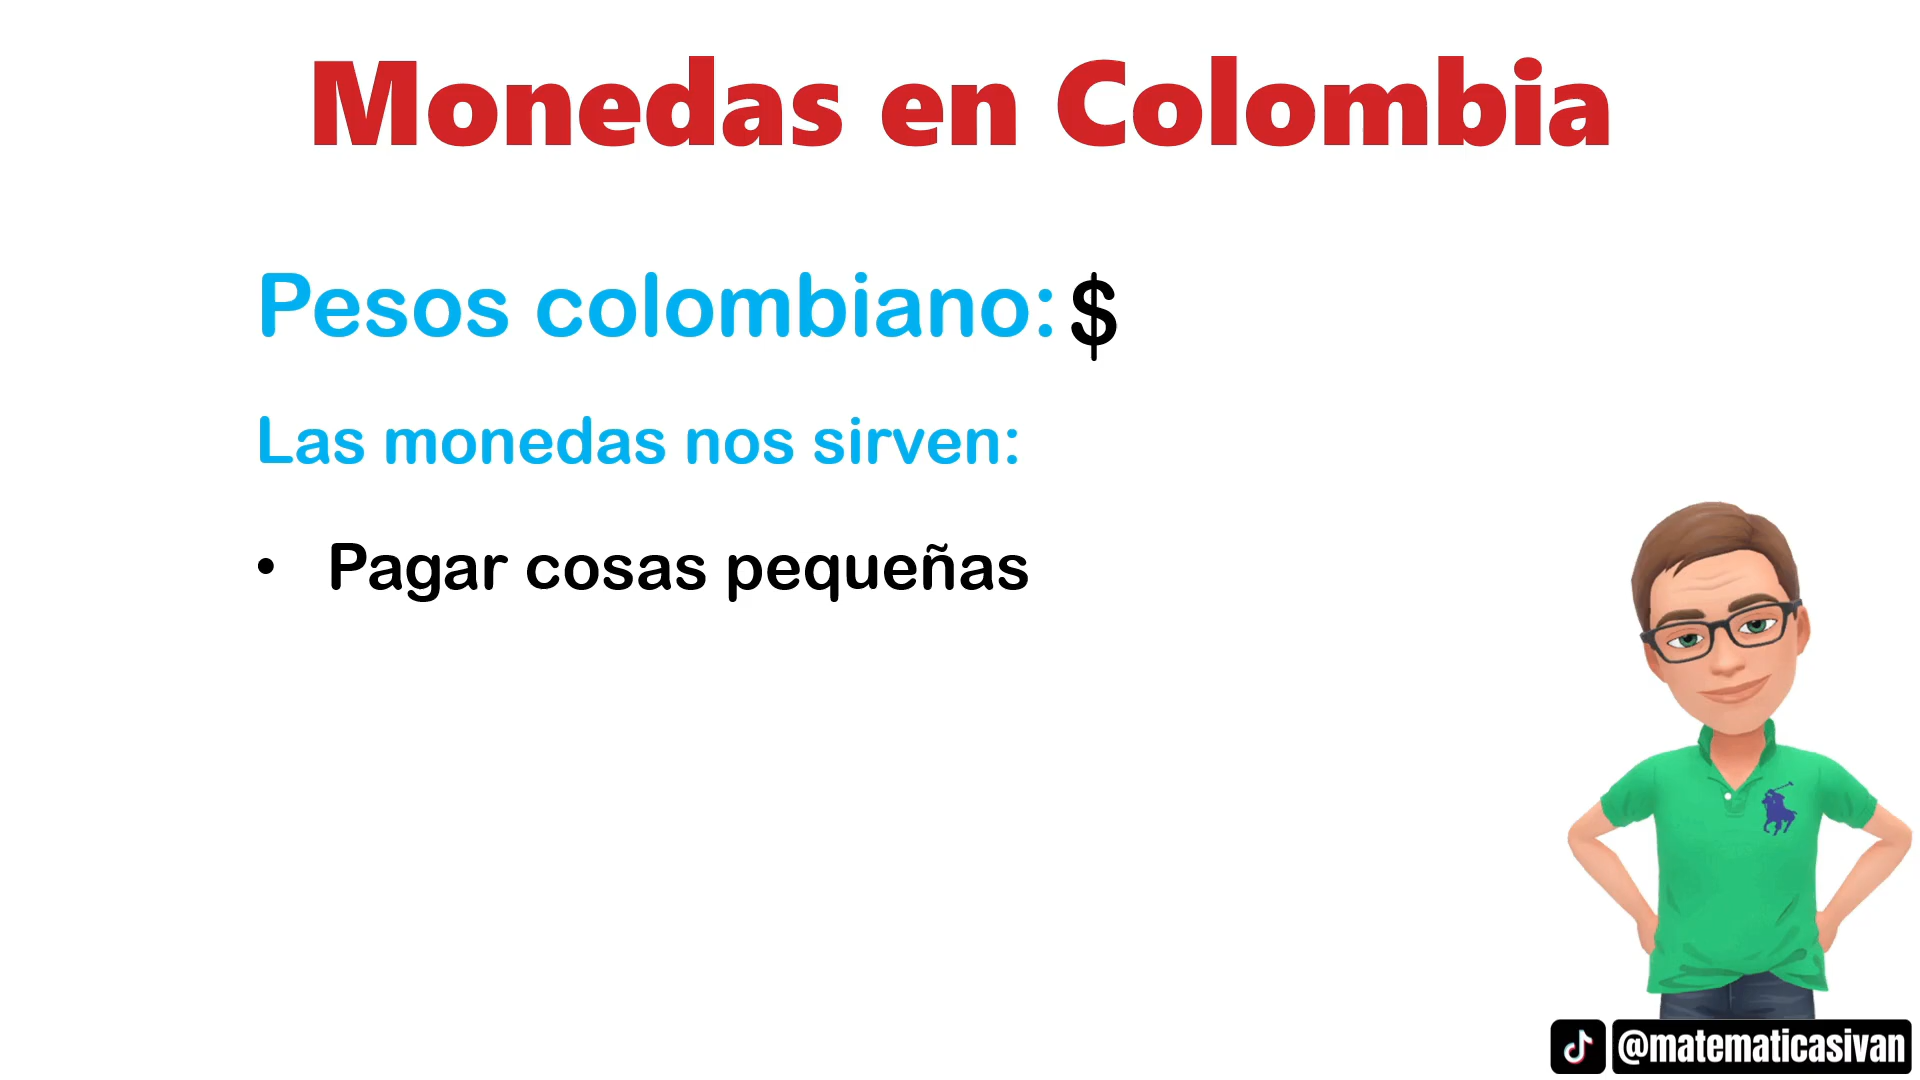 Monedas en Colombia
Pesos colombiano: $
Las monedas nos sirven:
• Pagar cosas pequeñas
@matematicasivan